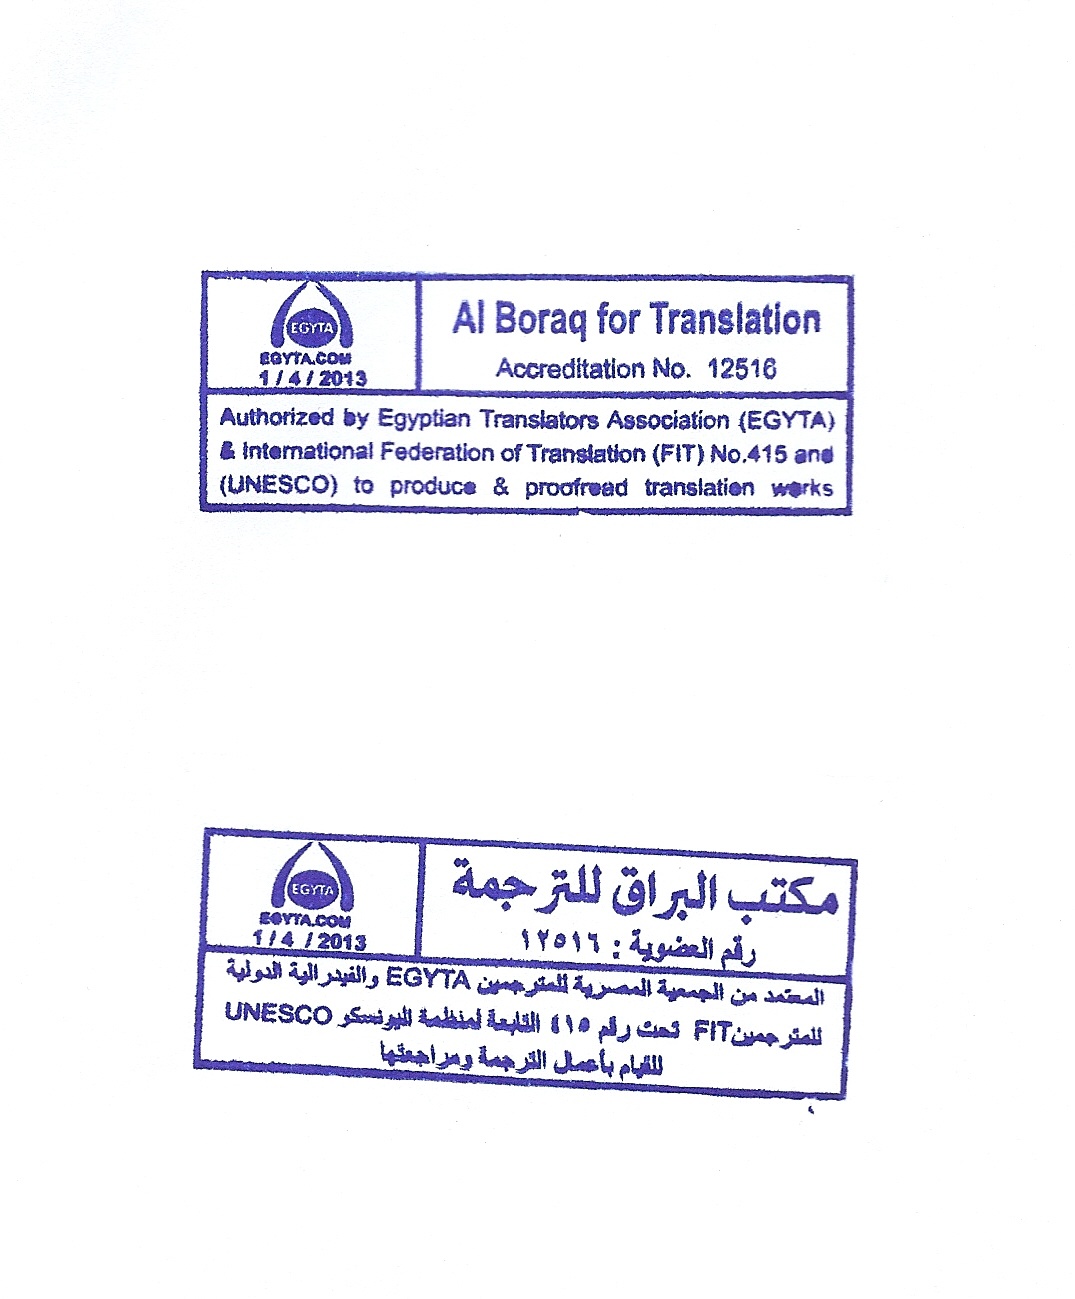 EGYTA
EGYTA.COM
1 / 4 / 2013
Al Boraq for Translation
Accreditation No. 12516
Authorized by Egyptian Translators Association (EGYTA)
& International Federation of Translation (FIT) No.415 and
(UNESCO) to produce & proofread translation works
EGYTA
EGYTA.COM
1 / 4 / 2013
مكتب البراق للترجمة
رقم العضوية : ١٢٥١٦
المعتمد من الجمعية المصرية للمترجمين EGYTA والفيدرالية الدولية
للمترجمين FIT تحت رقم ٤١٥ التابعة لمنظمة اليونسكو UNESCO
للقيام بأعمال الترجمة ومراجعتها